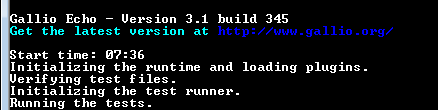 Gallio Echo - Version 3.1 build 345
Get the latest version at http://www.gallio.org/
Start time: 07:36
Initializing the runtime and loading plugins.
Verifying test files.
Initializing the test runner.
Running the tests.